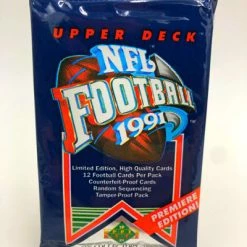 UPPER DECK
NFL
FOOTBALL
1991
Limited Edition, High Quality Cards
12 Football Cards Per Pack
Counterfeit-Proof Cards
Random Sequencing
Tamper-Proof Pack
PREMIERE
EDITION!